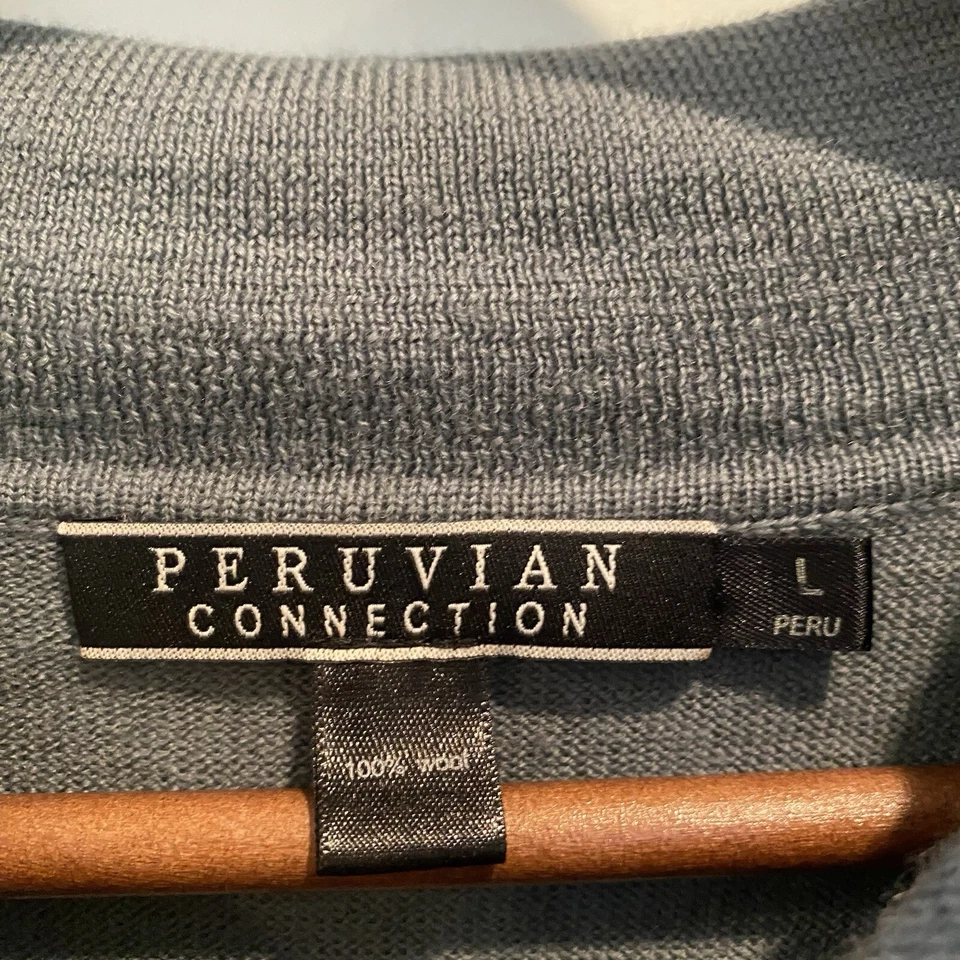 PERUVIAN
CONNECTION
L
PERU
100% wool